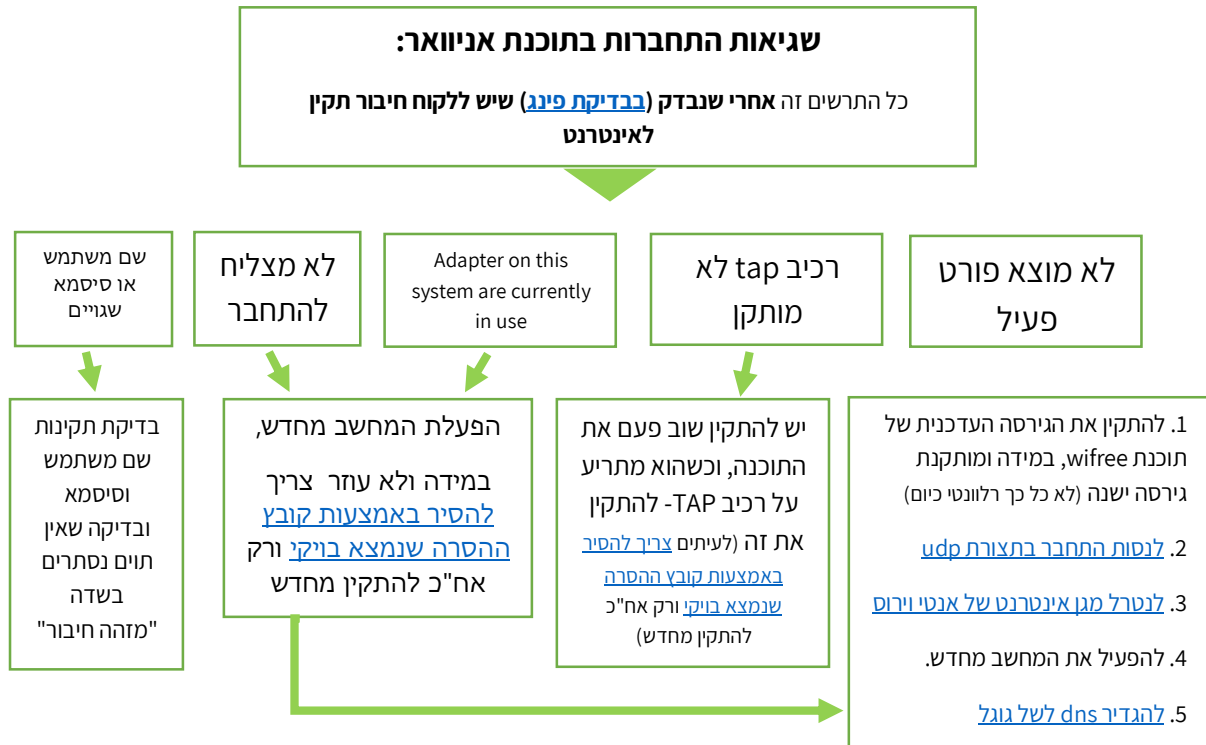 שגיאות התחברות בתוכנת אניוואר:
כל התרשים זה אחרי שנבדק (בבדיקת פינג) שיש ללקוח חיבור תקין
לאינטרנט
לא מוצא פורט
פעיל
רכיב tap לא
מותקן
Adapter on this
system are currently
in use
לא מצליח
להתחבר
שם משתמש
או סיסמא
שגויים
1. להתקין את הגירסה העדכנית של
תוכנת wifree, במידה ומותקנת
גירסה ישנה (לא כל כך רלוונטי כיום)
2. לנסות התחבר בתצורת udp
3. לנטרל מגן אינטרנט של אנטי וירוס
4. להפעיל את המחשב מחדש.
5. להגדיר dns לשל גוגל
יש להתקין שוב פעם את
התוכנה, וכשהוא מתריע
על רכיב TAP- להתקין
את זה (לעיתים צריך להסיר
באמצעות קובץ ההסרה
שנמצא בויקי ורק אח"כ
להתקין מחדש)
הפעלת המחשב מחדש,
במידה ולא עוזר צריך
להסיר באמצעות קובץ
ההסרה שנמצא בויקי ורק
אח"כ להתקין מחדש
בדיקת תקינות
שם משתמש
וסיסמא
ובדיקה שאין
תוים נסתרים
בשדה
"מזהה חיבור"